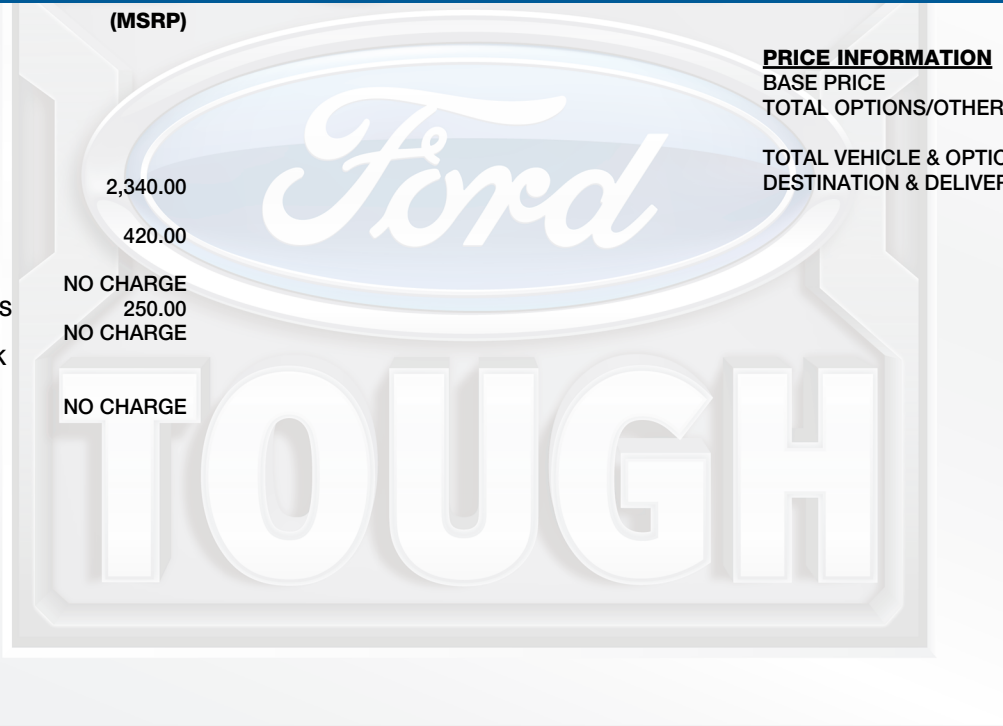 (MSRP)
2,340.00
420.00
NO CHARGE
S 250.00
NO CHARGE
K
NO CHARGE
PRICE INFORMATION
BASE PRICE
TOTAL OPTIONS/OTHER
TOTAL VEHICLE & OPTIO
DESTINATION & DELIVER
Ford
TOUGH